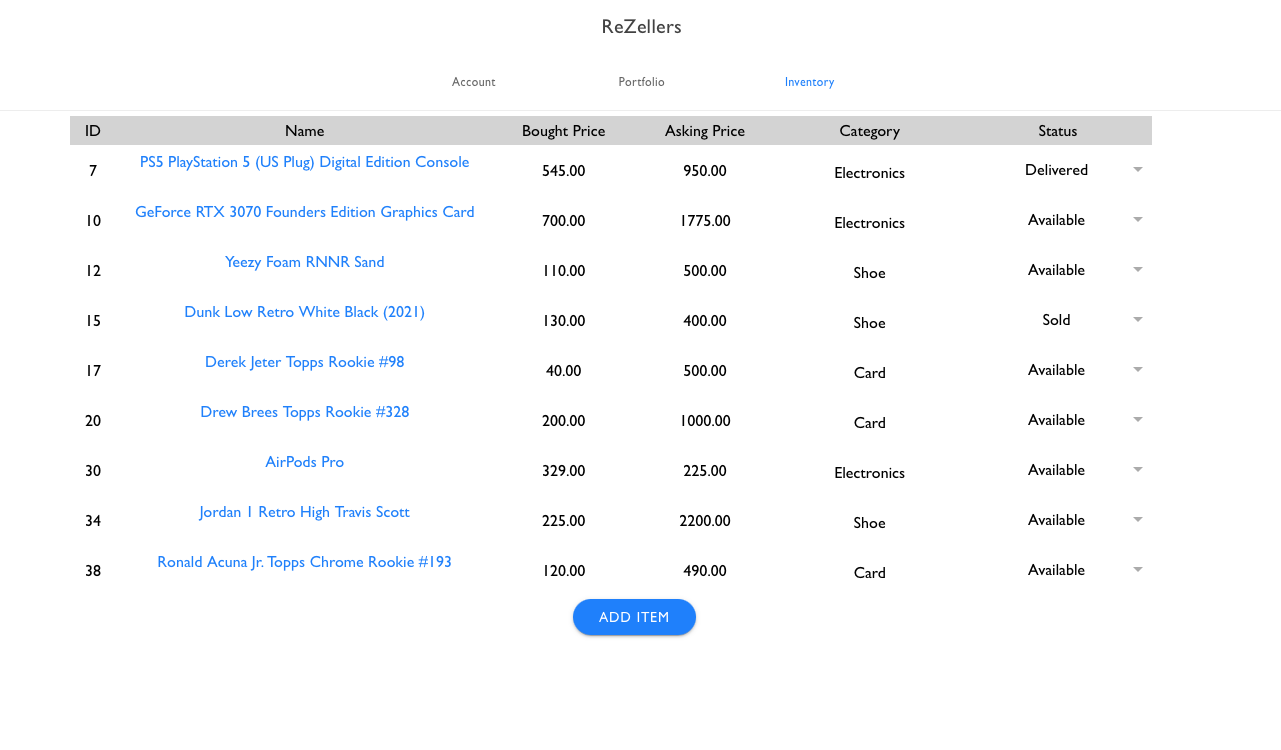 ReZellers
Account Portfolio Inventory
ID Name Bought Price Asking Price Category Status
7 PS5 PlayStation 5 (US Plug) Digital Edition Console 545.00 950.00 Electronics Delivered
10 GeForce RTX 3070 Founders Edition Graphics Card 700.00 1775.00 Electronics Available
12 Yeezy Foam RNNR Sand 110.00 500.00 Shoe Available
15 Dunk Low Retro White Black (2021) 130.00 400.00 Shoe Sold
17 Derek Jeter Topps Rookie #98 40.00 500.00 Card Available
20 Drew Brees Topps Rookie #328 200.00 1000.00 Card Available
30 AirPods Pro 329.00 225.00 Electronics Available
34 Jordan 1 Retro High Travis Scott 225.00 2200.00 Shoe Available
38 Ronald Acuna Jr. Topps Chrome Rookie #193 120.00 490.00 Card Available
ADD ITEM